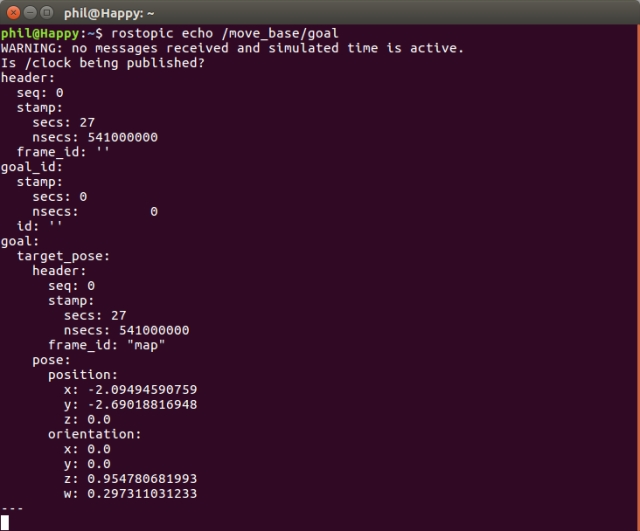 phil@Happy: ~
phil@Happy:~$ rostopic echo /move_base/goal
WARNING: no messages received and simulated time is active.
Is /clock being published?
header:
  seq: 0
  stamp:
    secs: 27
    nsecs: 541000000
  frame_id: ''
goal_id:
  stamp:
    secs: 0
    nsecs:         0
  id: ''
goal:
  target_pose:
    header:
      seq: 0
      stamp:
        secs: 27
        nsecs: 541000000
      frame_id: "map"
    pose:
      position:
        x: -2.09494590759
        y: -2.69018816948
        z: 0.0
      orientation:
        x: 0.0
        y: 0.0
        z: 0.954780681993
        w: 0.297311031233
---